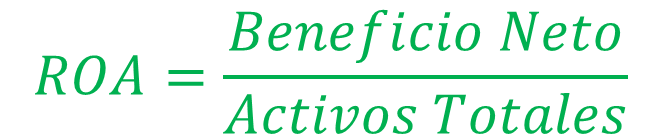 ROA = Beneficio Neto
Activos Totales